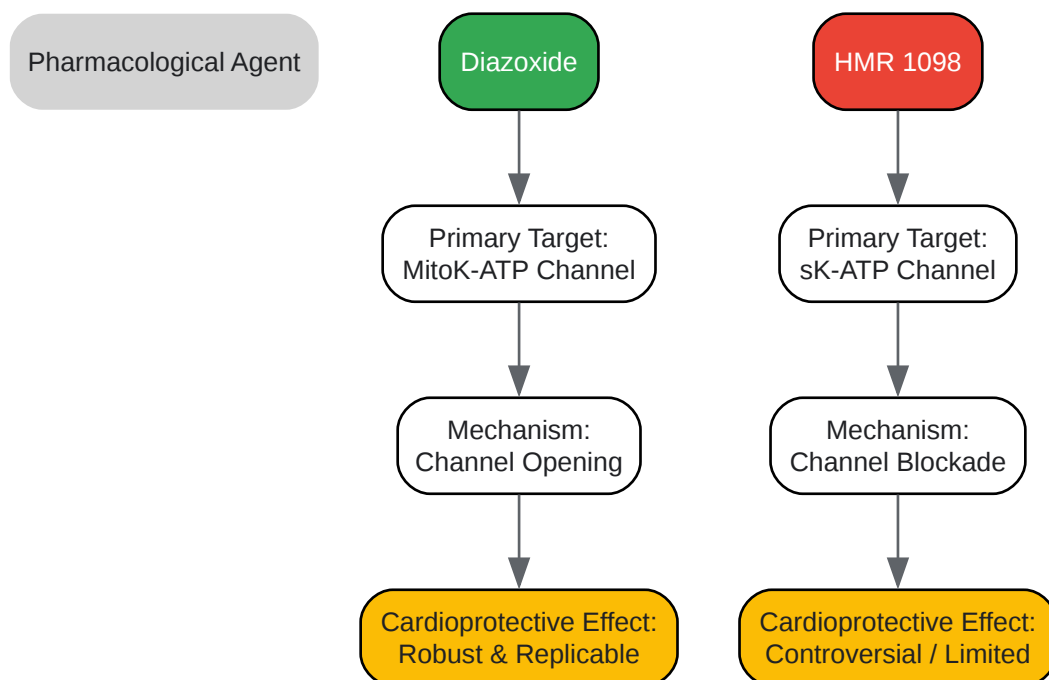 Pharmacological Agent
Diazoxide
HMR 1098
Primary Target:
MitoK-ATP Channel
Primary Target:
sK-ATP Channel
Mechanism:
Channel Opening
Mechanism:
Channel Blockade
Cardioprotective Effect:
Robust & Replicable
Cardioprotective Effect:
Controversial / Limited